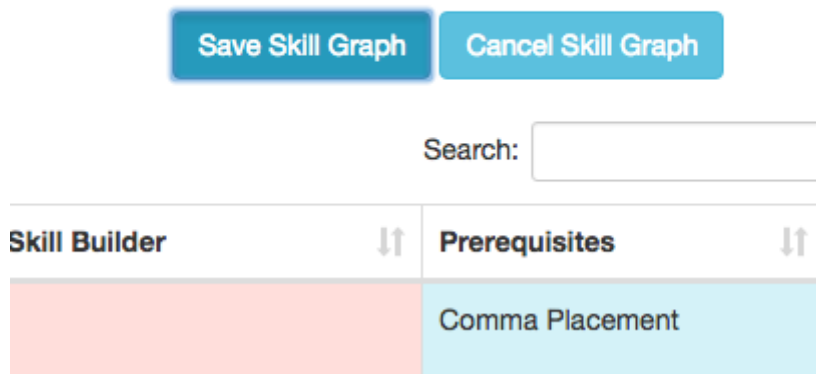 Save Skill Graph Cancel Skill Graph
Search:
Skill Builder Prerequisites
Comma Placement